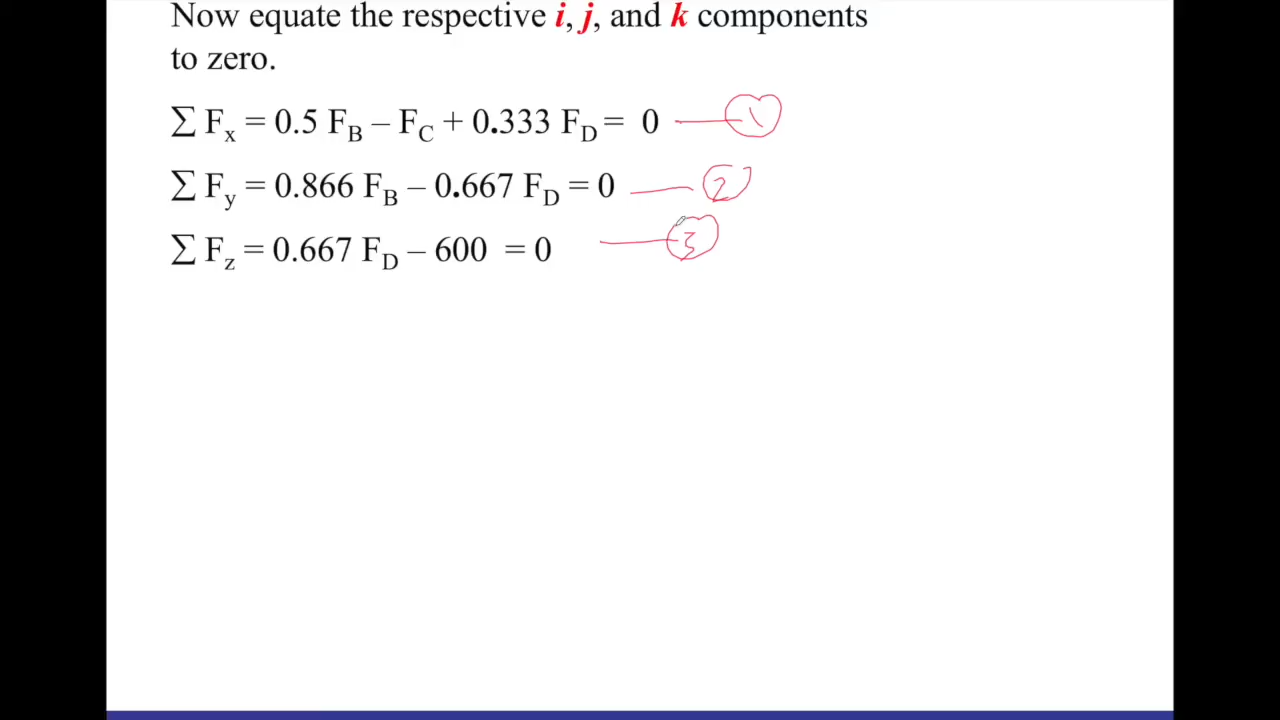 Now equate the respective i, j, and k components
to zero.
∑ Fx = 0.5 FB – FC + 0.333 FD = 0 1
∑ Fy = 0.866 FB – 0.667 FD = 0 2
∑ Fz = 0.667 FD – 600 = 0 3